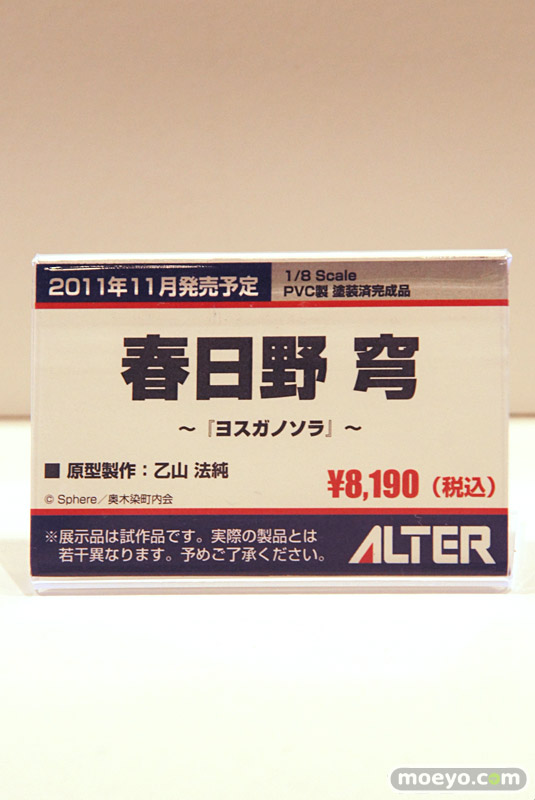 2011年11月発売予定
1/8 Scale
PVC製 塗装済完成品
春日野 穹
～『ヨスガノソラ』～
■ 原型製作：乙山 法純
¥8,190（税込）
© Sphere／奥木染町内会
※展示品は試作品です。実際の製品とは
若干異なります。予めご了承ください。
ALTER
moeyo.com